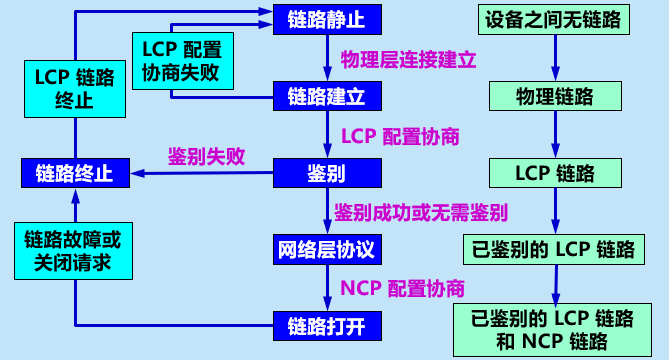 链路静止
设备之间无链路
LCP 配置
协商失败
物理层连接建立
LCP 链路
终止
链路建立
物理链路
LCP 配置协商
鉴别失败
链路终止
鉴别
LCP 链路
鉴别成功或无需鉴别
链路故障或
关闭请求
网络层协议
已鉴别的 LCP 链路
NCP 配置协商
链路打开
已鉴别的 LCP 链路
和 NCP 链路